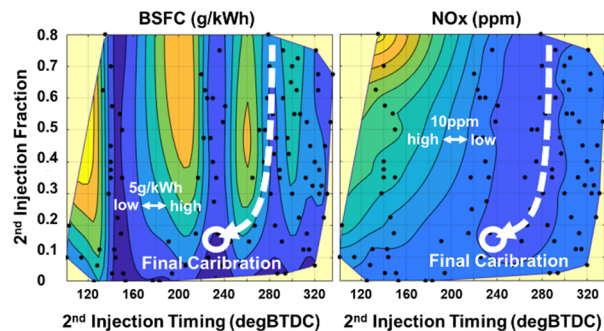 BSFC (g/kWh)
NOx (ppm)
2nd Injection Fraction
0.8
0.7
0.6
0.5
0.4
0.3
0.2
0.1
0
5g/kWh
low high
Final Caribration
10ppm
high low
Final Caribration
120 160 200 240 280 320
120 160 200 240 280 320
2nd Injection Timing (degBTDC)
2nd Injection Timing (degBTDC)